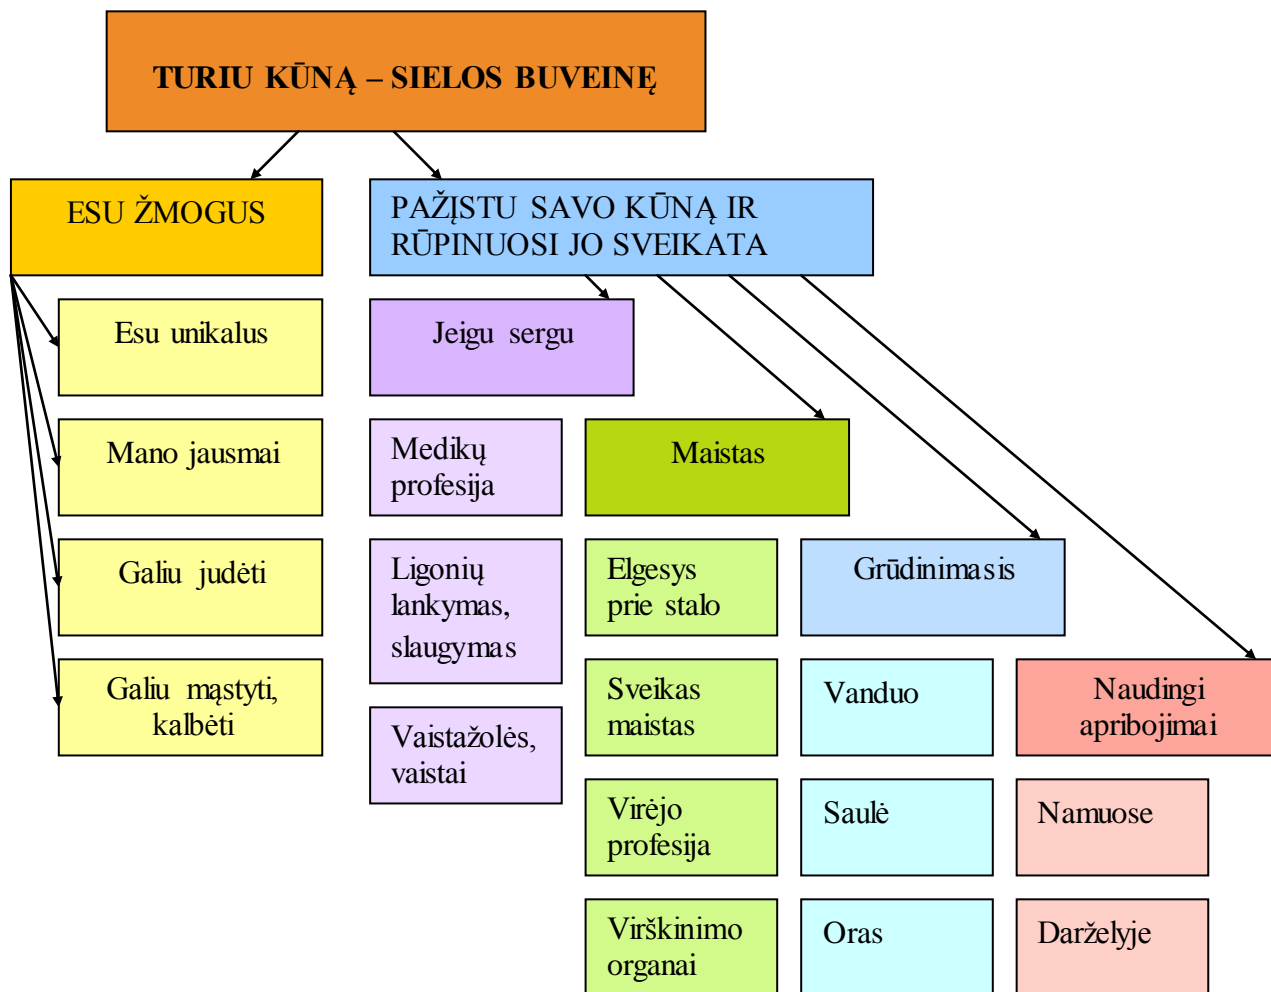 TURIU KŪNĄ – SIELOS BUVEINĘ
ESU ŽMOGUS
PAŽĮSTU SAVO KŪNĄ IR
RŪPINUOSI JO SVEIKATA
Esu unikalus
Mano jausmai
Galiu judėti
Galiu mąstyti,
kalbėti
Jeigu sergu
Medikų
profesija
Ligonių
lankymas,
slaugymas
Vaistažolės,
vaistai
Maistas
Elgesys
prie stalo
Sveikas
maistas
Virėjo
profesija
Virškinimo
organai
Grūdinimasis
Vanduo
Saulė
Oras
Naudingi
apribojimai
Namuose
Darželyje